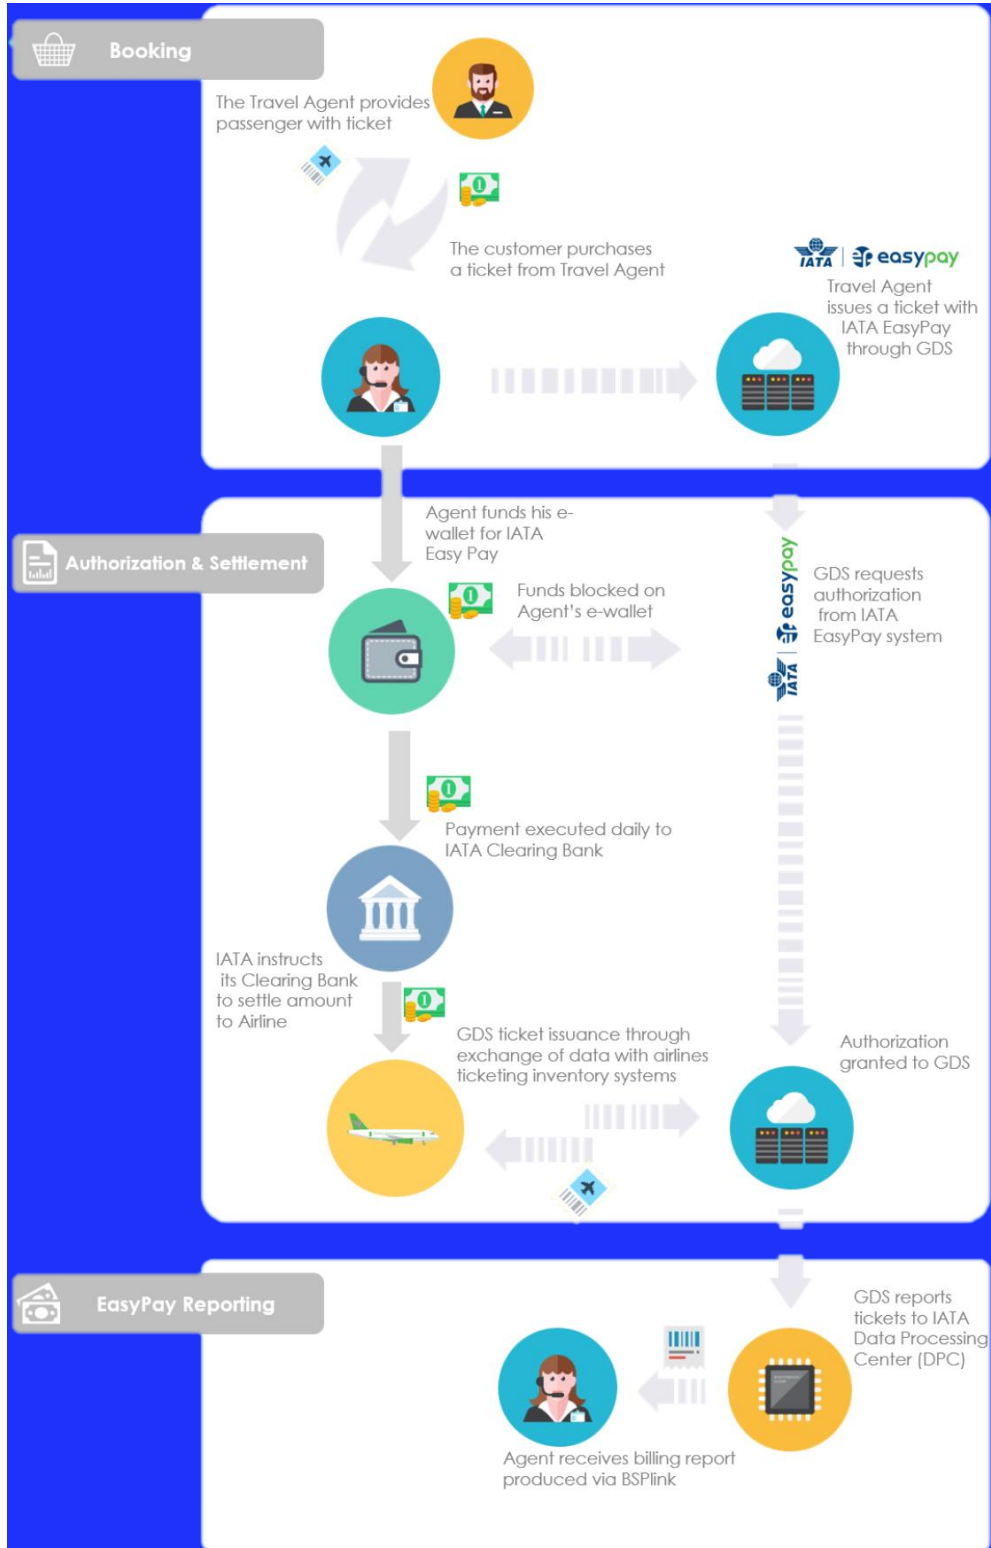 Booking
The Travel Agent provides
passenger with ticket
The customer purchases
a ticket from Travel Agent
IATA easypay
Travel Agent
issues a ticket with
IATA EasyPay
through GDS
Agent funds his e-
wallet for IATA
Easy Pay
Authorization & Settlement
Funds blocked on
Agent's e-wallet
IATA easypay
GDS requests
authorization
from IATA
EasyPay system
Payment executed daily to
IATA Clearing Bank
IATA instructs
its Clearing Bank
to settle amount
to Airline
GDS ticket issuance through
exchange of data with airlines
ticketing inventory systems
Authorization
granted to GDS
EasyPay Reporting
GDS reports
tickets to IATA
Data Processing
Center (DPC)
Agent receives billing report
produced via BSPlink